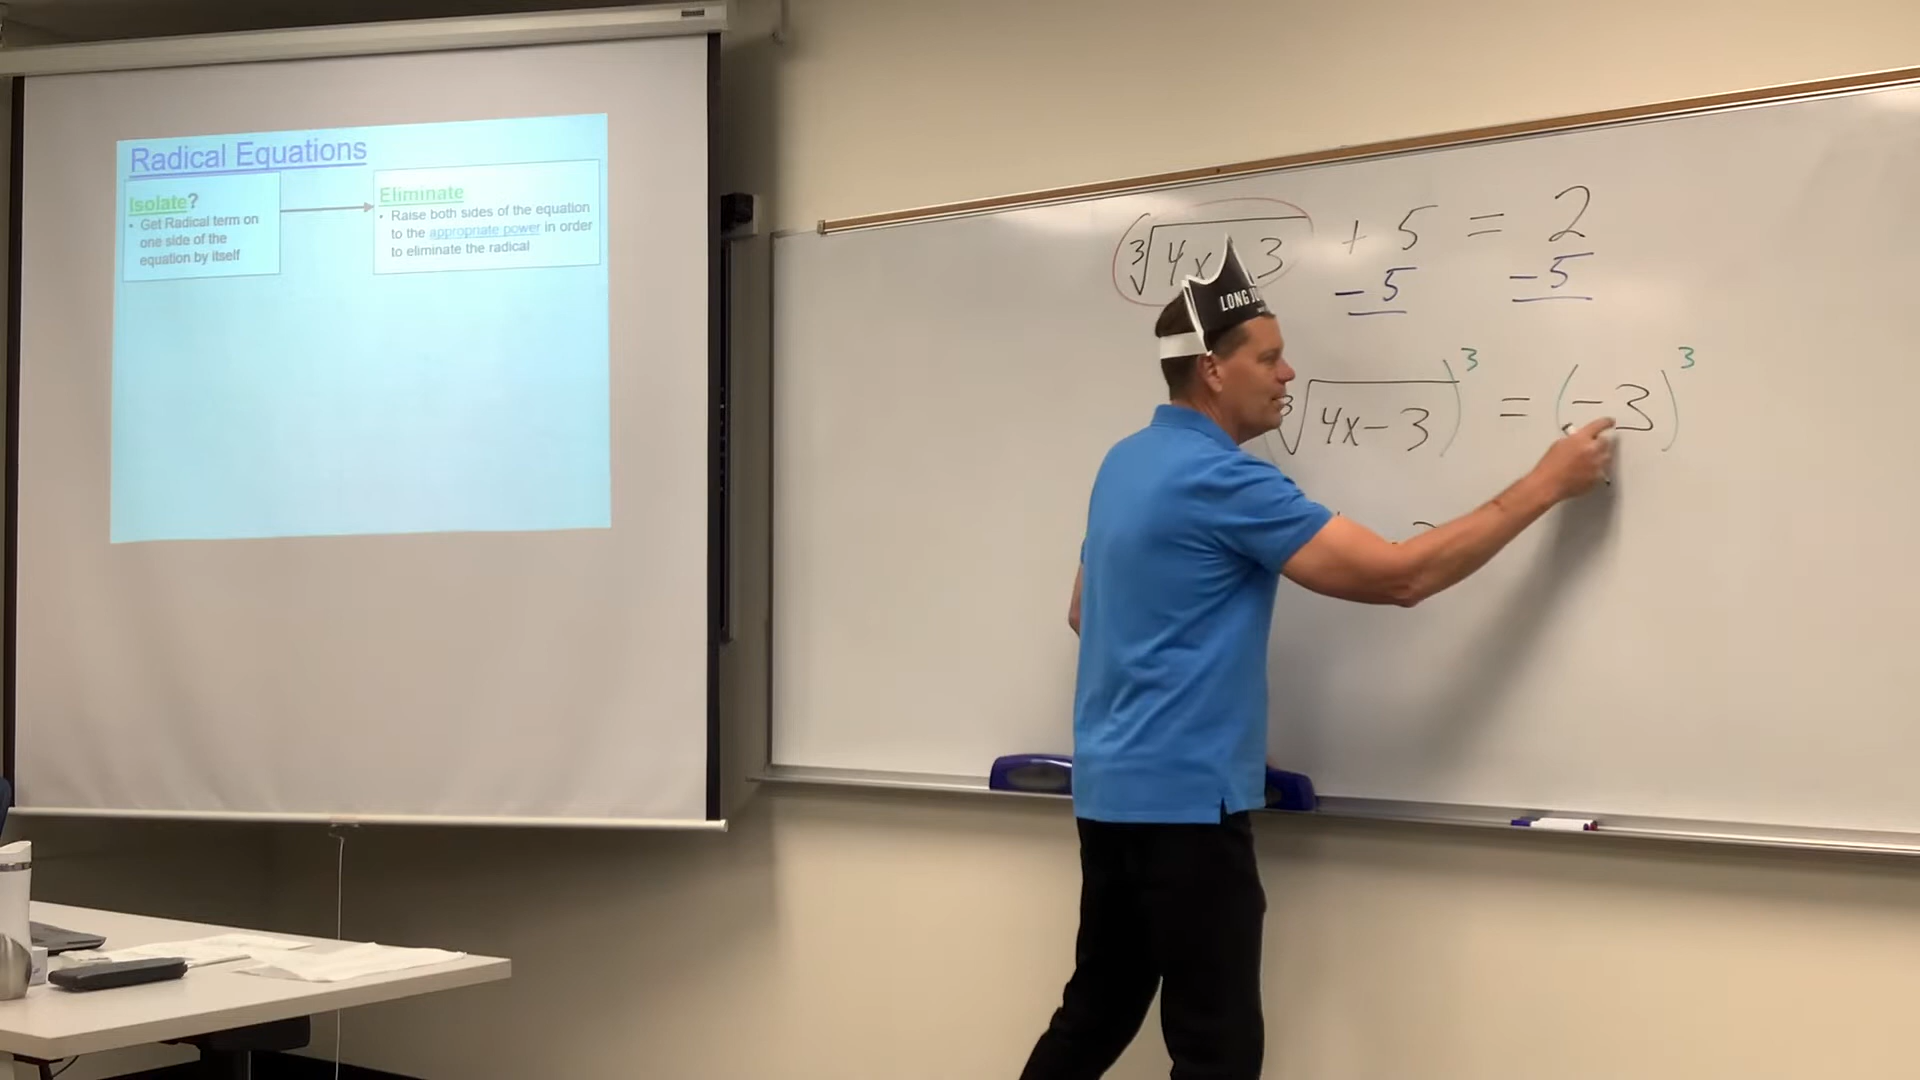 Radical Equations
Isolate?
• Get Radical term on
one side of the
equation by itself
Eliminate
• Raise both sides of the equation
to the appropriate power in order
to eliminate the radical
∛4x 3 + 5 = 2
-5 -5
LONG
∛4x-3)³ = (-3)³